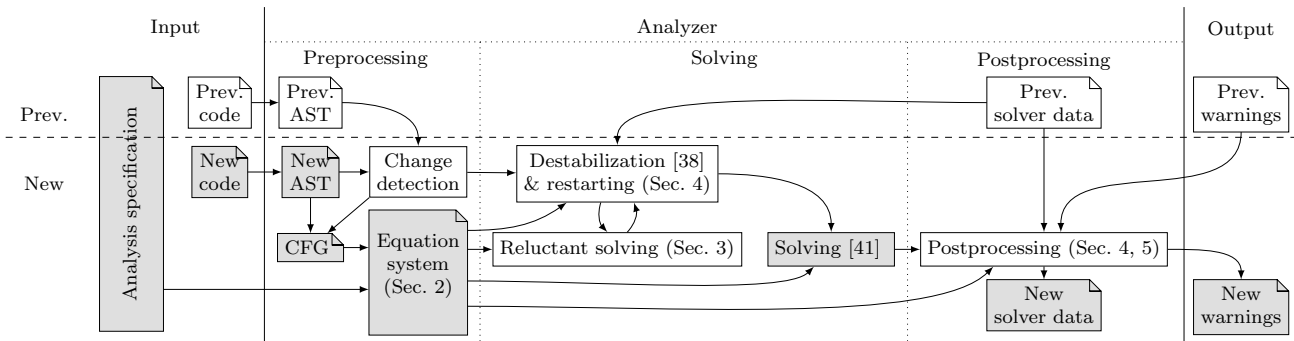 Input
Analyzer
Output
Preprocessing
Solving
Postprocessing
Prev.
New
Analysis specification
Prev.
code
Prev.
AST
Prev.
solver data
Prev.
warnings
New
code
New
AST
Change
detection
Destabilization [38]
& restarting (Sec. 4)
CFG
Equation
system
(Sec. 2)
Reluctant solving (Sec. 3)
Solving [41]
Postprocessing (Sec. 4, 5)
New
solver data
New
warnings